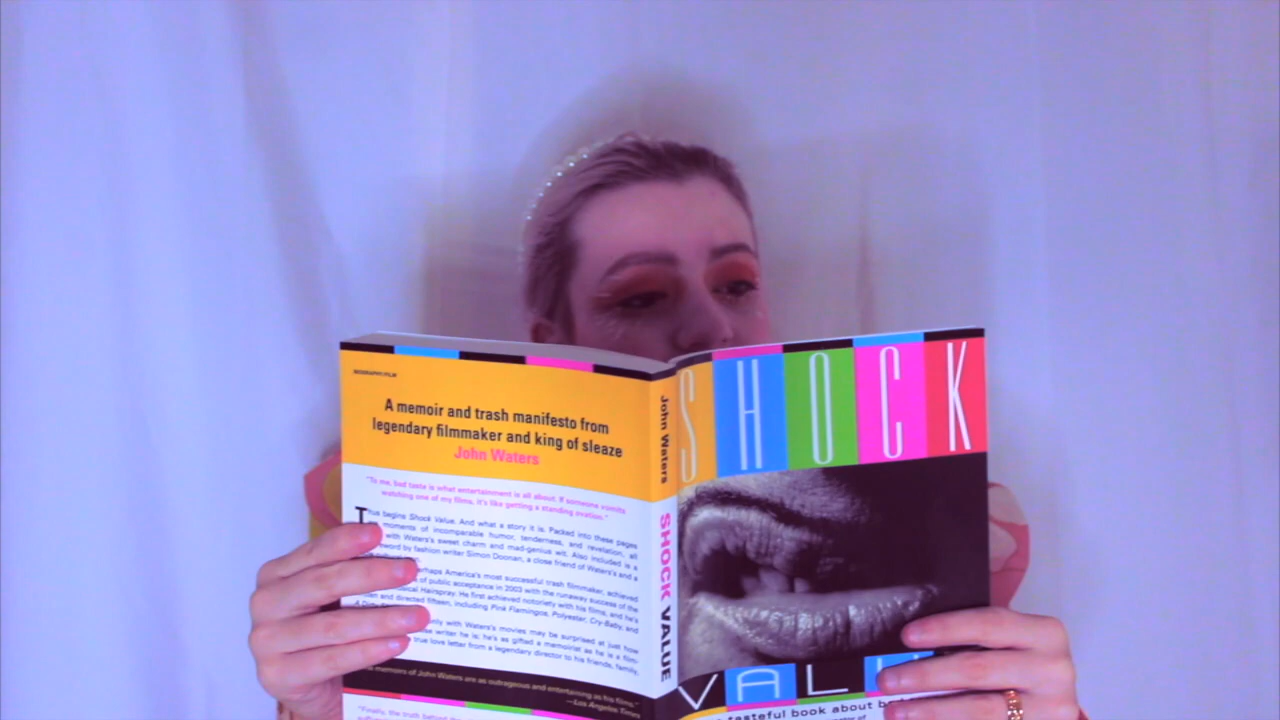 BIOGRAPHY/FILM
A memoir and trash manifesto from
legendary filmmaker and king of sleaze
John Waters
"To me, bad taste is what entertainment is all about. If someone vomits
watching one of my films, it's like getting a standing ovation."
Thus begins Shock Value. And what a story it is. Packed into these pages
moments of incomparable humor, tenderness, and revelation, all
with Waters's sweet charm and mad-genius wit. Also included is a
by fashion writer Simon Doonan, a close friend of Waters's and a
perhaps America's most successful trash filmmaker, achieved
of public acceptance in 2003 with the runaway success of the
Hairspray. He first achieved notoriety with his films, and he's
and directed fifteen, including Pink Flamingos, Polyester, Cry-Baby, and
with Waters's movies may be surprised at just how
writer he is; he's as gifted a memoirist as he is a film-
true love letter from a legendary director to his friends, family,
memoirs of John Waters are as outrageous and entertaining as his films."
—Los Angeles Times
"Finally, the truth behind
John Waters
SHOCK VALUE
SHOCK
VALU
tasteful book about